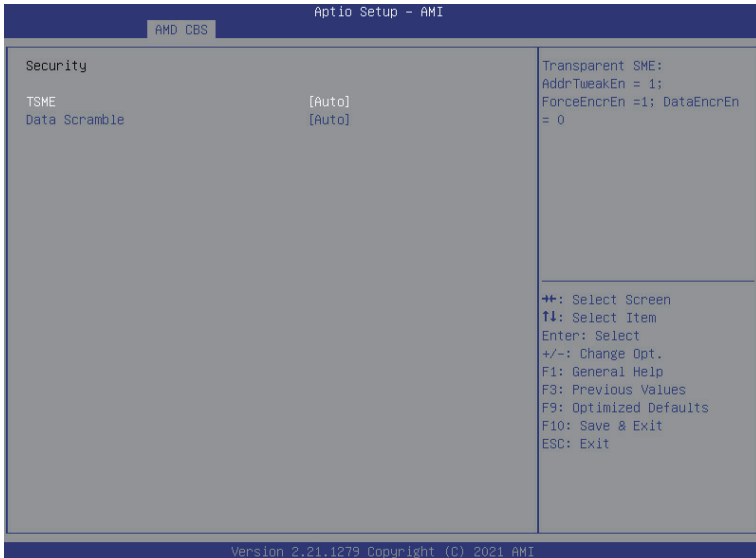 Aptio Setup – AMI
AMD CBS
Security
TSME [Auto]
Data Scramble [Auto]
Transparent SME:
AddrTweakEn = 1;
ForceEncrEn =1; DataEncrEn
= 0
→←: Select Screen
↑↓: Select Item
Enter: Select
+/-: Change Opt.
F1: General Help
F3: Previous Values
F9: Optimized Defaults
F10: Save & Exit
ESC: Exit
Version 2.21.1279 Copyright (C) 2021 AMI